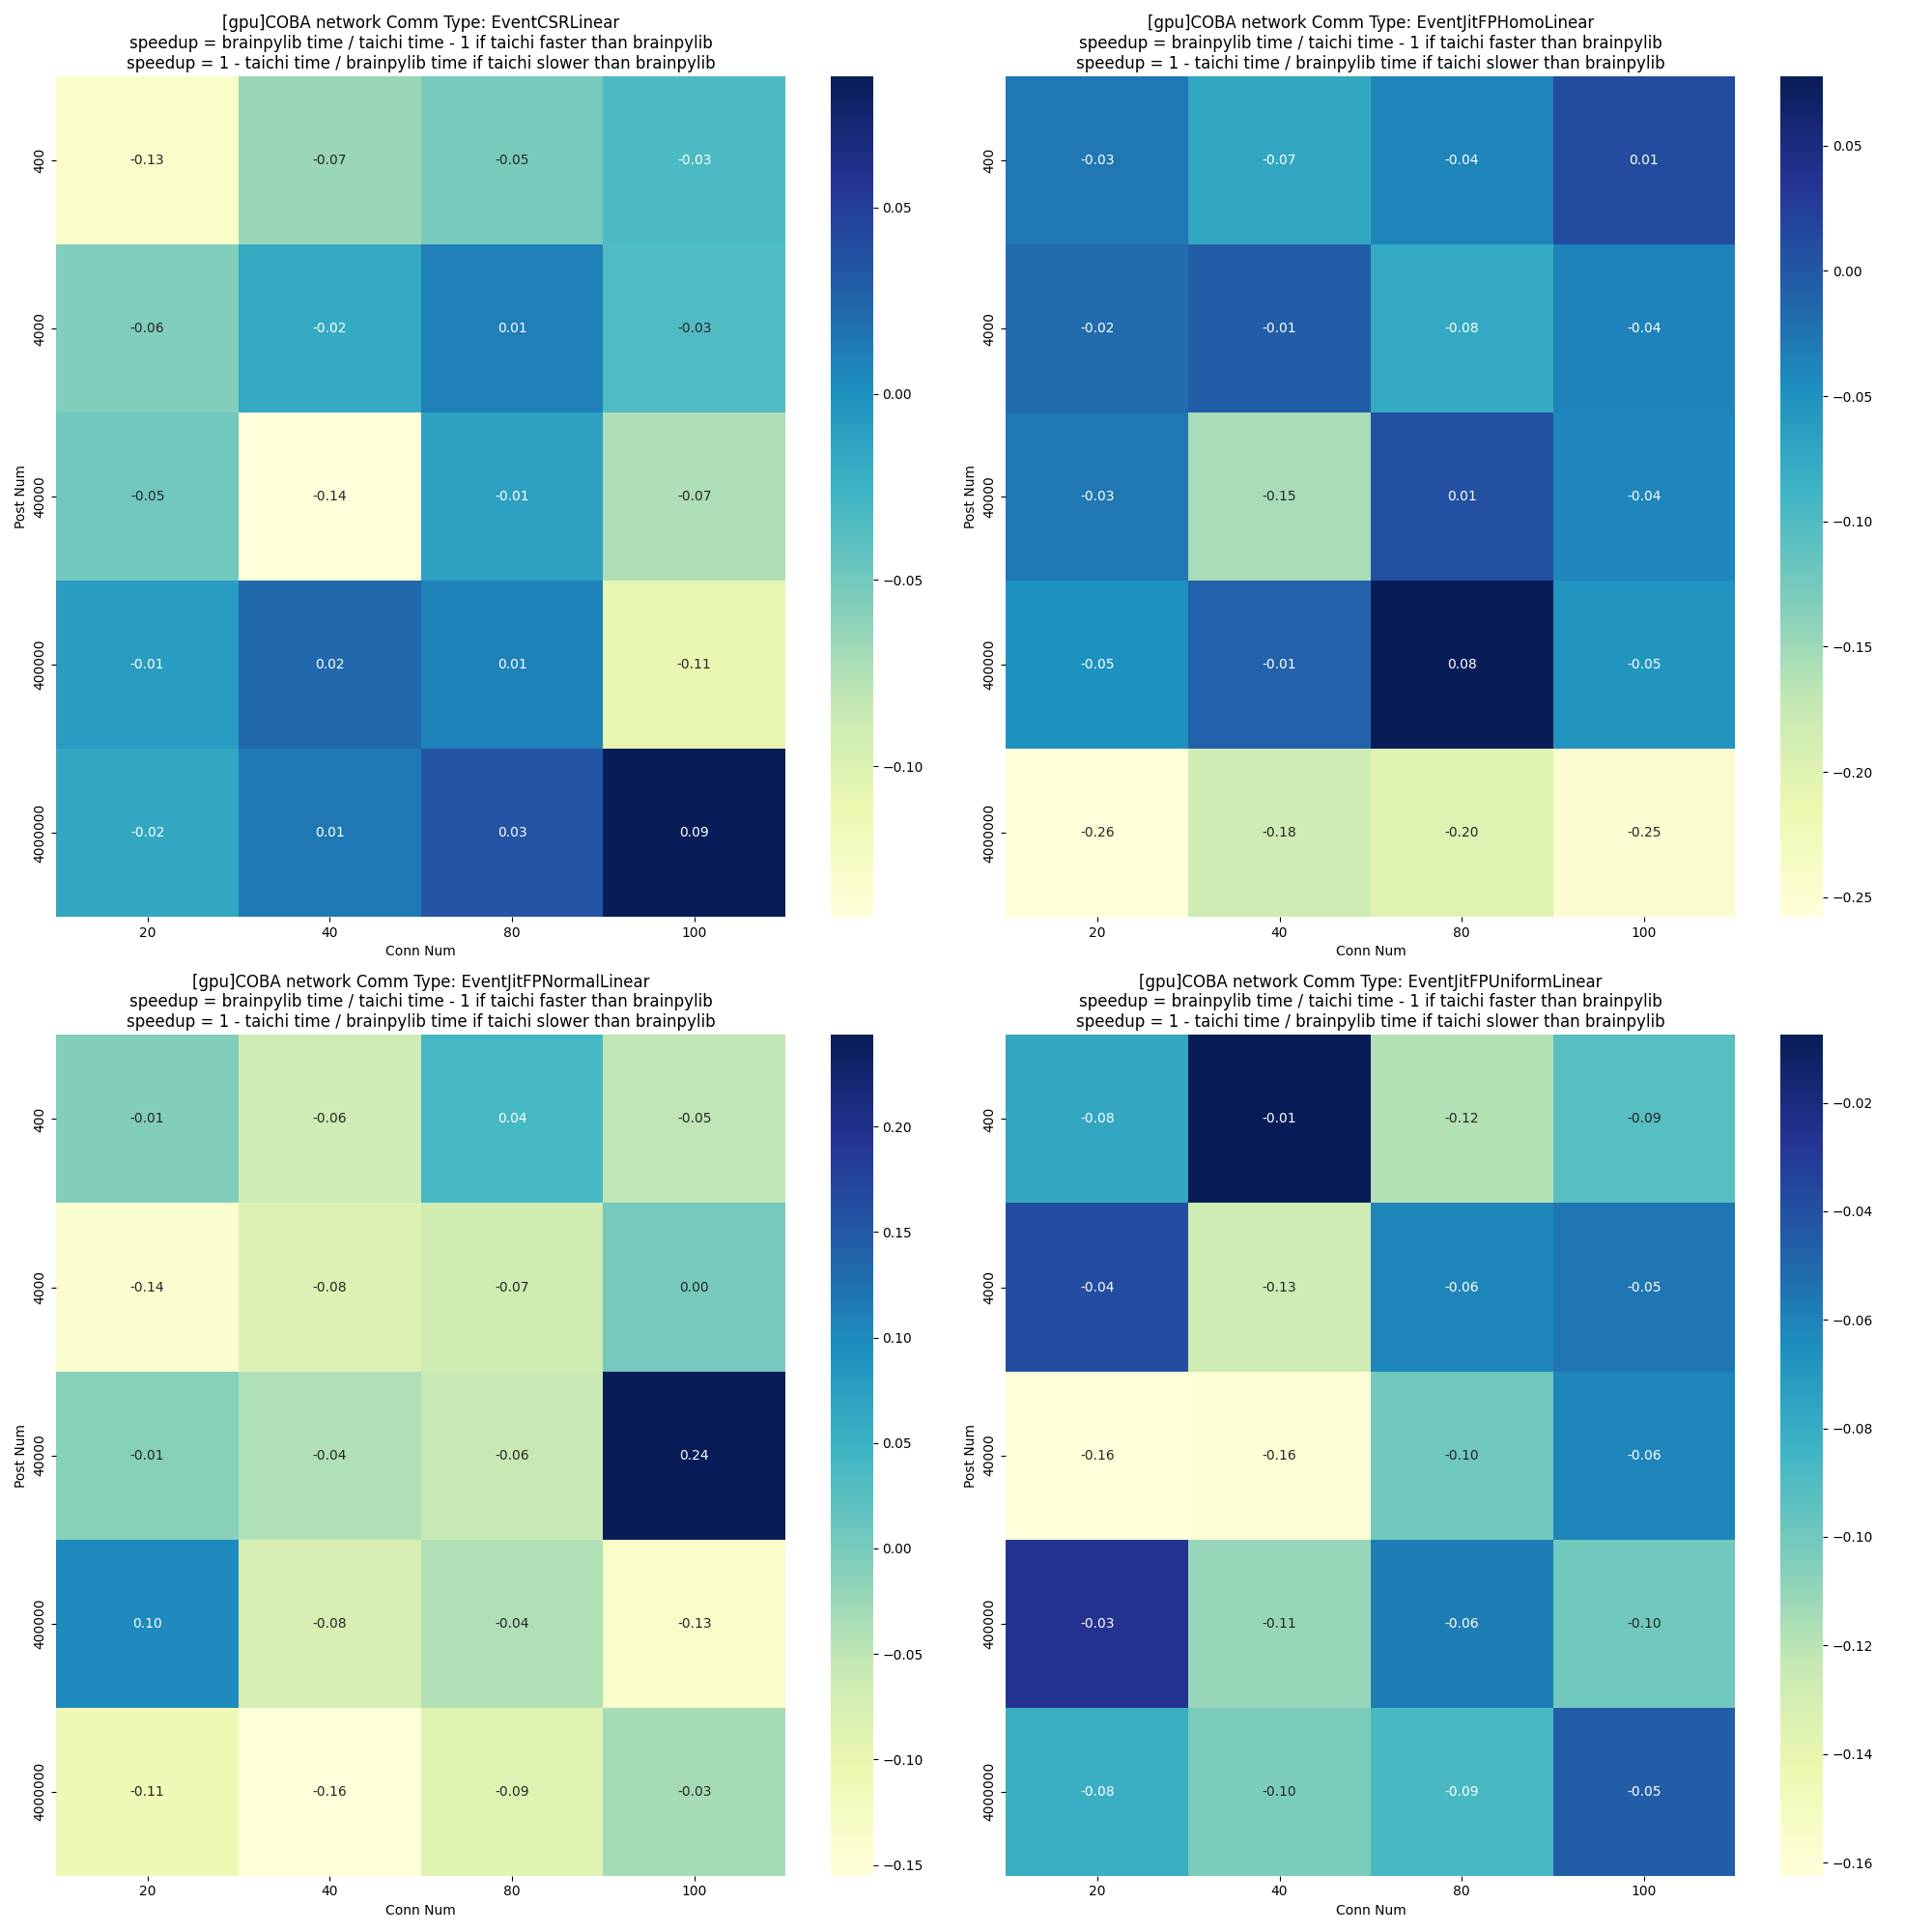 [gpu]COBA network Comm Type: EventCSRLinear
speedup = brainpylib time / taichi time - 1 if taichi faster than brainpylib
speedup = 1 - taichi time / brainpylib time if taichi slower than brainpylib
400 -0.13 -0.07 -0.05 -0.03
4000 -0.06 -0.02 0.01 -0.03
40000 -0.05 -0.14 -0.01 -0.07
400000 -0.01 0.02 0.01 -0.11
4000000 -0.02 0.01 0.03 0.09
Post Num
20 40 80 100
Conn Num
0.05
0.00
−0.05
−0.10
[gpu]COBA network Comm Type: EventJitFPHomoLinear
speedup = brainpylib time / taichi time - 1 if taichi faster than brainpylib
speedup = 1 - taichi time / brainpylib time if taichi slower than brainpylib
400 -0.03 -0.07 -0.04 0.01
4000 -0.02 -0.01 -0.08 -0.04
40000 -0.03 -0.15 0.01 -0.04
400000 -0.05 -0.01 0.08 -0.05
4000000 -0.26 -0.18 -0.20 -0.25
Post Num
20 40 80 100
Conn Num
0.05
0.00
−0.05
−0.10
−0.15
−0.20
−0.25
[gpu]COBA network Comm Type: EventJitFPNormalLinear
speedup = brainpylib time / taichi time - 1 if taichi faster than brainpylib
speedup = 1 - taichi time / brainpylib time if taichi slower than brainpylib
400 -0.01 -0.06 0.04 -0.05
4000 -0.14 -0.08 -0.07 0.00
40000 -0.01 -0.04 -0.06 0.24
400000 0.10 -0.08 -0.04 -0.13
4000000 -0.11 -0.16 -0.09 -0.03
Post Num
20 40 80 100
Conn Num
0.20
0.15
0.10
0.05
0.00
−0.05
−0.10
−0.15
[gpu]COBA network Comm Type: EventJitFPUniformLinear
speedup = brainpylib time / taichi time - 1 if taichi faster than brainpylib
speedup = 1 - taichi time / brainpylib time if taichi slower than brainpylib
400 -0.08 -0.01 -0.12 -0.09
4000 -0.04 -0.13 -0.06 -0.05
40000 -0.16 -0.16 -0.10 -0.06
400000 -0.03 -0.11 -0.06 -0.10
4000000 -0.08 -0.10 -0.09 -0.05
Post Num
20 40 80 100
Conn Num
−0.02
−0.04
−0.06
−0.08
−0.10
−0.12
−0.14
−0.16